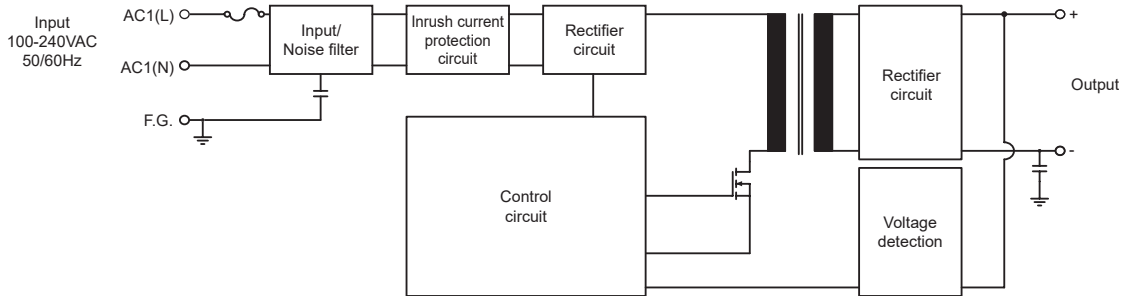 Input
100-240VAC
50/60Hz
AC1(L)
AC1(N)
F.G.
Input/
Noise filter
Inrush current
protection
circuit
Rectifier
circuit
Control
circuit
Rectifier
circuit
Voltage
detection
+
Output
-